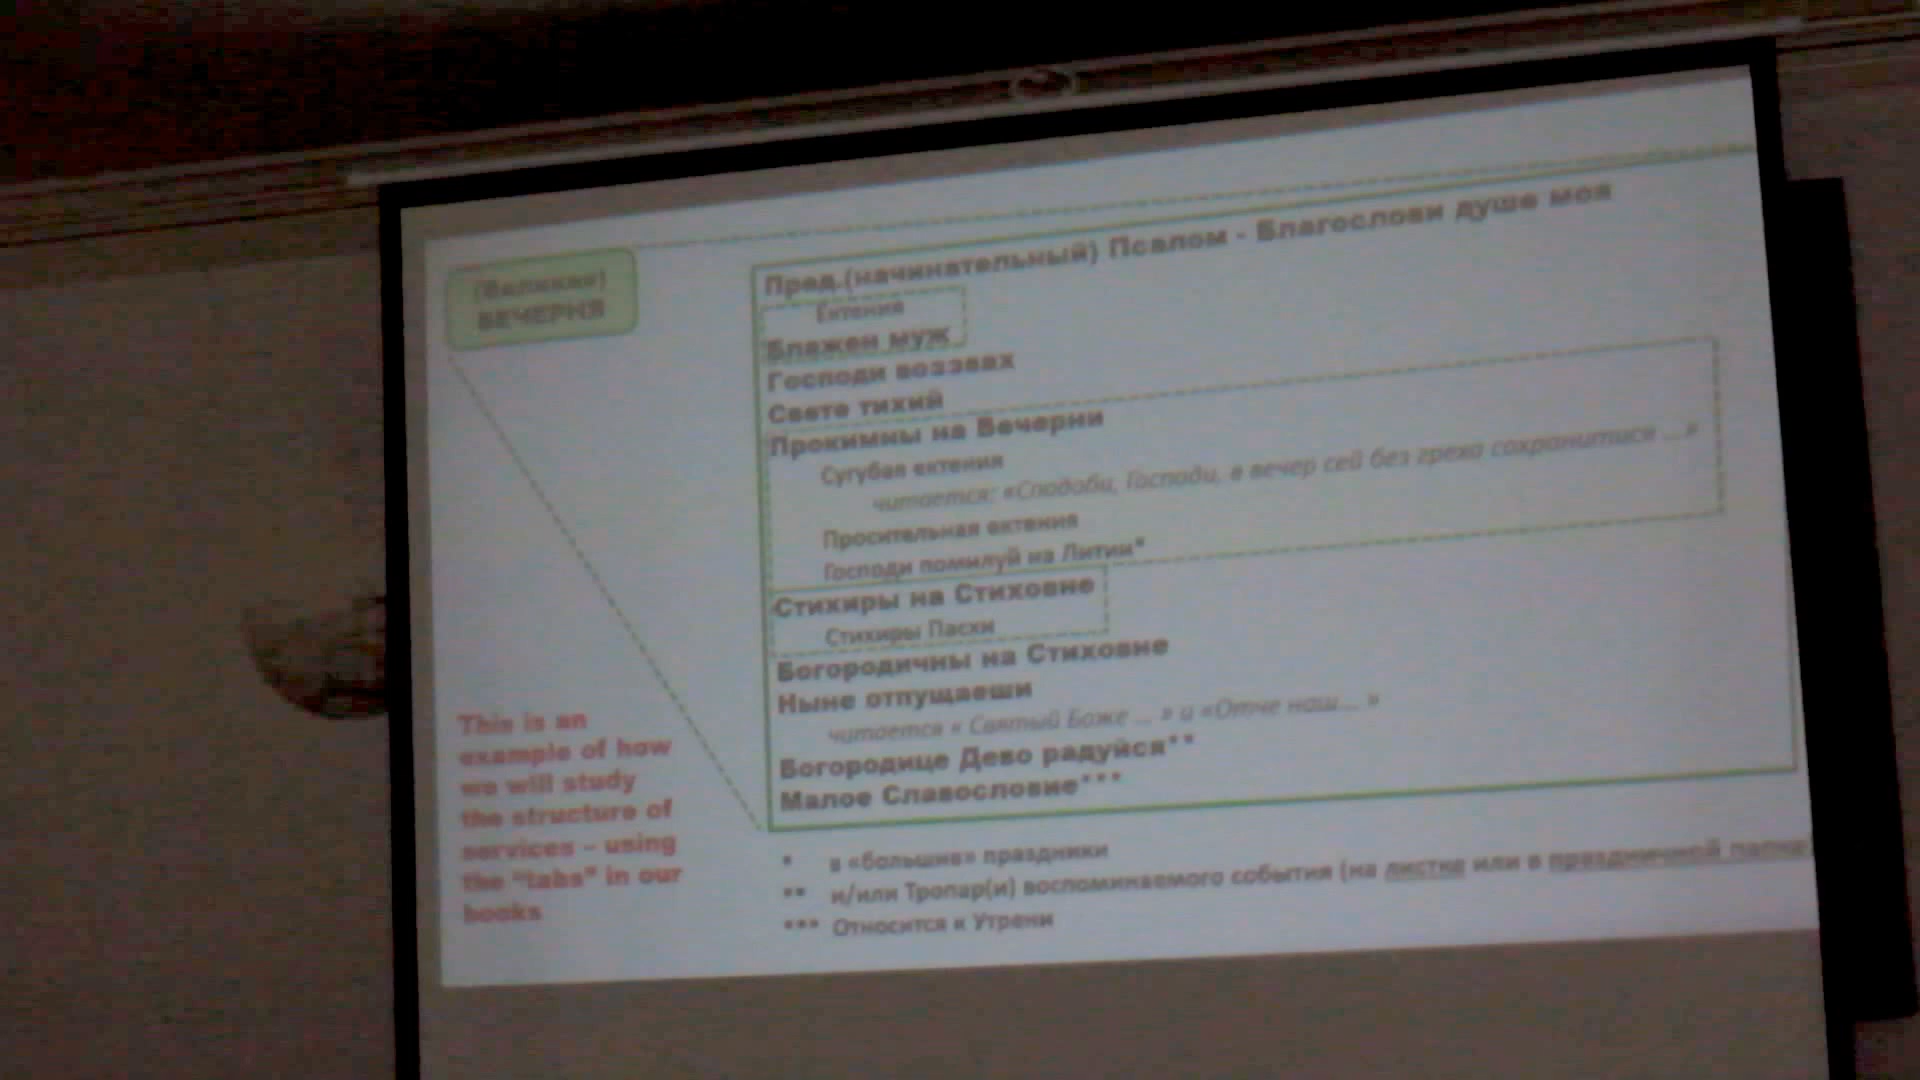 (Великая)
ВЕЧЕРНЯ
Пред.(начинательный) Псалом - Благослови душе моя
Ектения
Блажен муж
Господи воззвах
Свете тихий
Прокимны на Вечерни
Сугубая ектения
читается: «Сподоби, Господи, в вечер сей без греха сохранитися ...»
Просительная ектения
Господи помилуй на Литии*
Стихиры на Стиховне
Стихиры Пасхи
Богородичны на Стиховне
Ныне отпущаеши
читается « Святый Боже ... » и «Отче наш... »
Богородице Дево радуйся**
Малое Славословие***
This is an
example of how
we will study
the structure of
services – using
the “tabs” in our
books
* в «большие» праздники
** и/или Тропар(и) воспоминаемого события (на листке или в праздничной папке)
*** Относится к Утрени